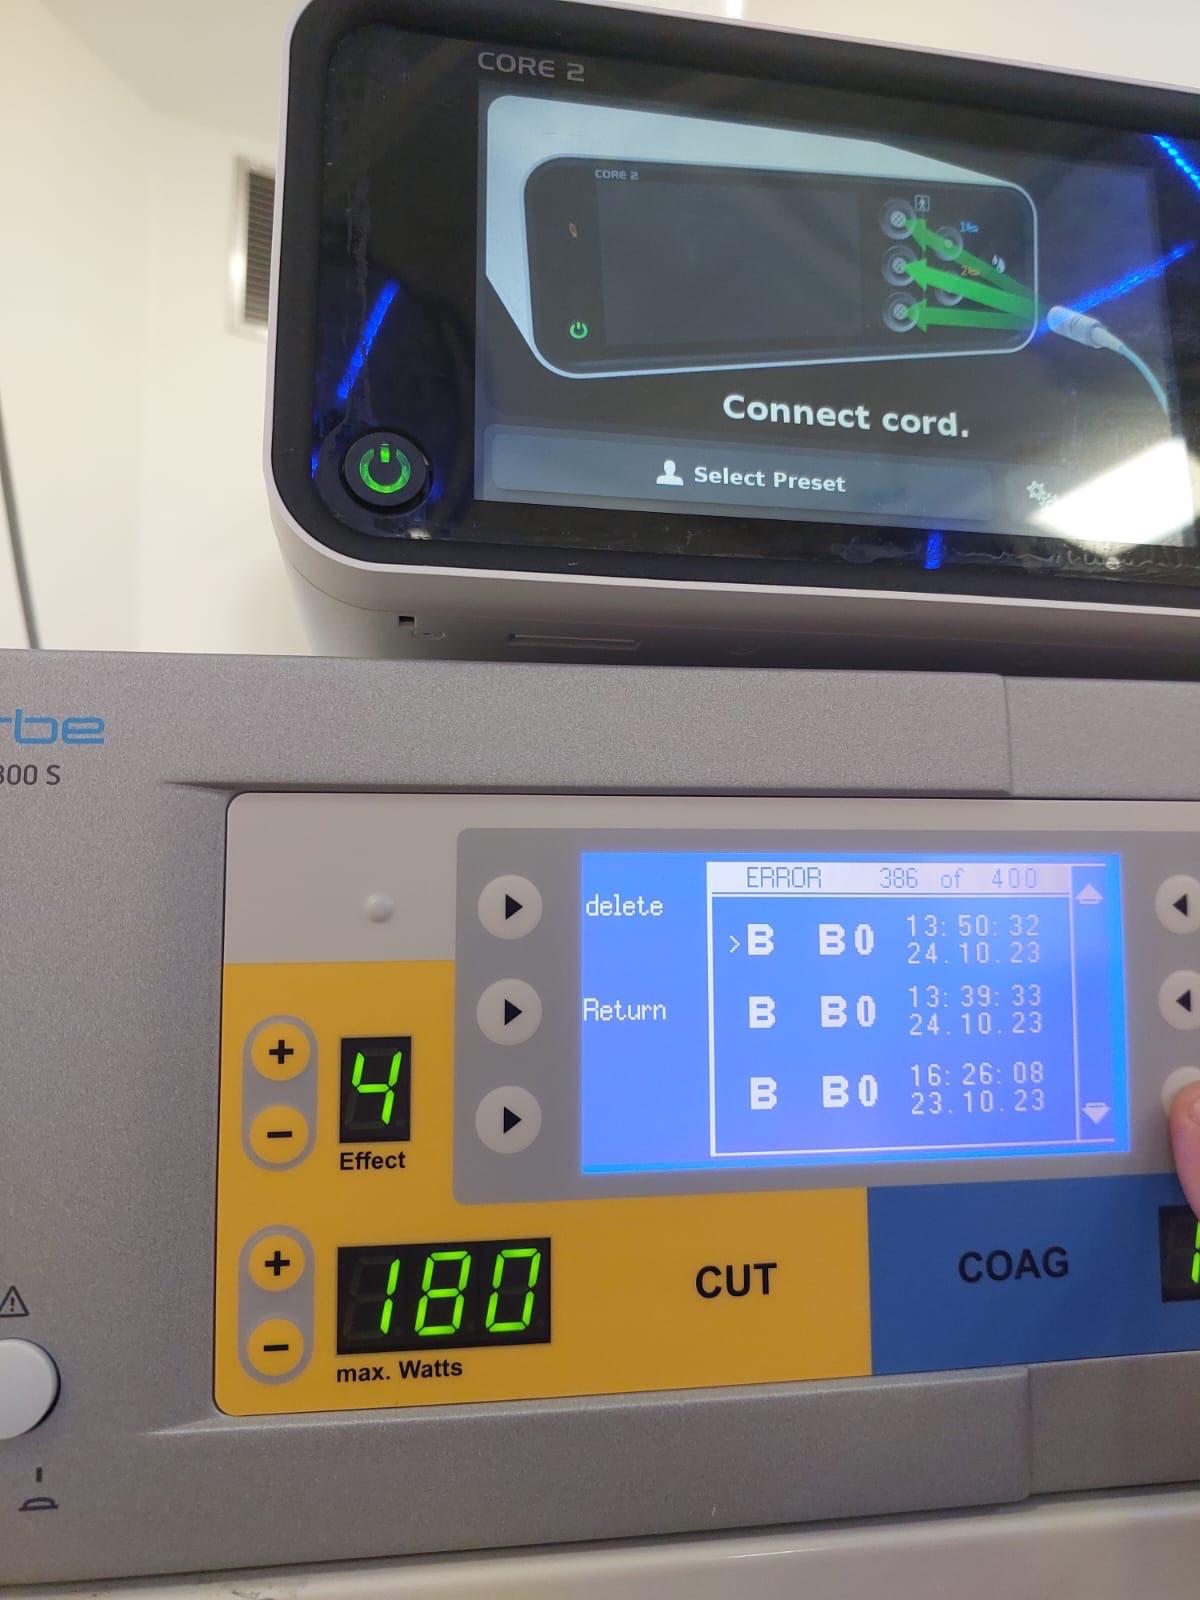 CORE 2
CORE 2
Connect cord.
Select Preset
rbe
300 S
ERROR 386 of 400
delete
>B B0 13:50:32
24.10.23
Return
B B0 13:39:33
24.10.23
B B0 16:26:08
23.10.23
+
4
-
Effect
+
180
-
max. Watts
CUT
COAG